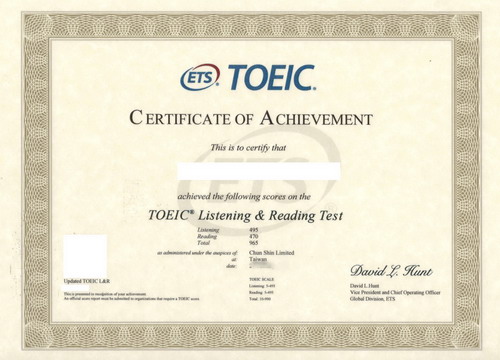 ETS® TOEIC®
CERTIFICATE OF ACHIEVEMENT
This is to certify that
achieved the following scores on the
TOEIC® Listening & Reading Test
Listening 495
Reading 470
Total 965
as administered under the auspices of: Chun Shin Limited
at: Taiwan
date:
Updated TOEIC L&R
This is presented in recognition of your achievement.
An official score report must be submitted to organizations that require a TOEIC score.
TOEIC SCALE
Listening: 5-495
Reading: 5-495
Total: 10-990
David L. Hunt
David L Hunt
Vice President and Chief Operating Officer
Global Division, ETS
ETS